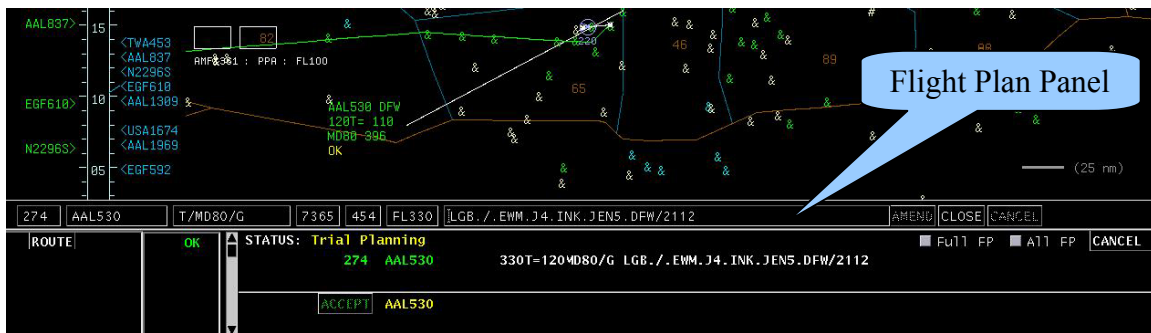 AAL837>
15
<TWA453
<AAL837
<N2296S
<EGF610
<AAL1309
EGF610>
10
<USA1674
<AAL1969
N2296S>
05
<EGF592
82
: PPA : FL100
220
46
65
89
88
#
AAL530 DFW
120T= 110
MD80 396
OK
Flight Plan Panel
(25 nm)
274 AAL530 T/MD80/G 7365 454 FL330 LGB./.EWM.J4.INK.JEN5.DFW/2112 AMEND CLOSE CANCEL
ROUTE OK STATUS: Trial Planning Full FP All FP CANCEL
274 AAL530 330T=120MD80/G LGB./.EWM.J4.INK.JEN5.DFW/2112
ACCEPT AAL530